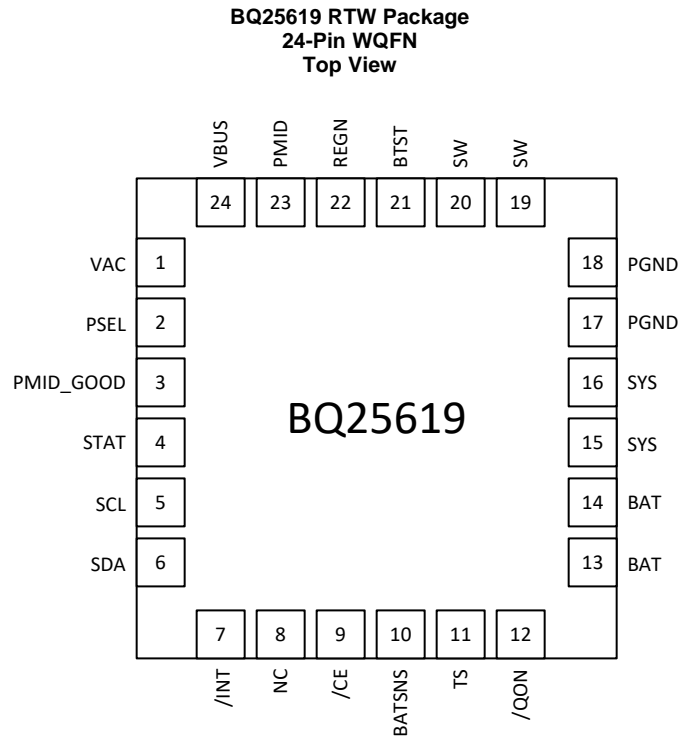 BQ25619 RTW Package
24-Pin WQFN
Top View
VBUS
PMID
REGN
BTST
SW
SW
24
23
22
21
20
19
VAC 1
PSEL 2
PMID_GOOD 3
STAT 4
SCL 5
SDA 6
BQ25619
18 PGND
17 PGND
16 SYS
15 SYS
14 BAT
13 BAT
7
8
9
10
11
12
/INT
NC
/CE
BATSNS
TS
/QON